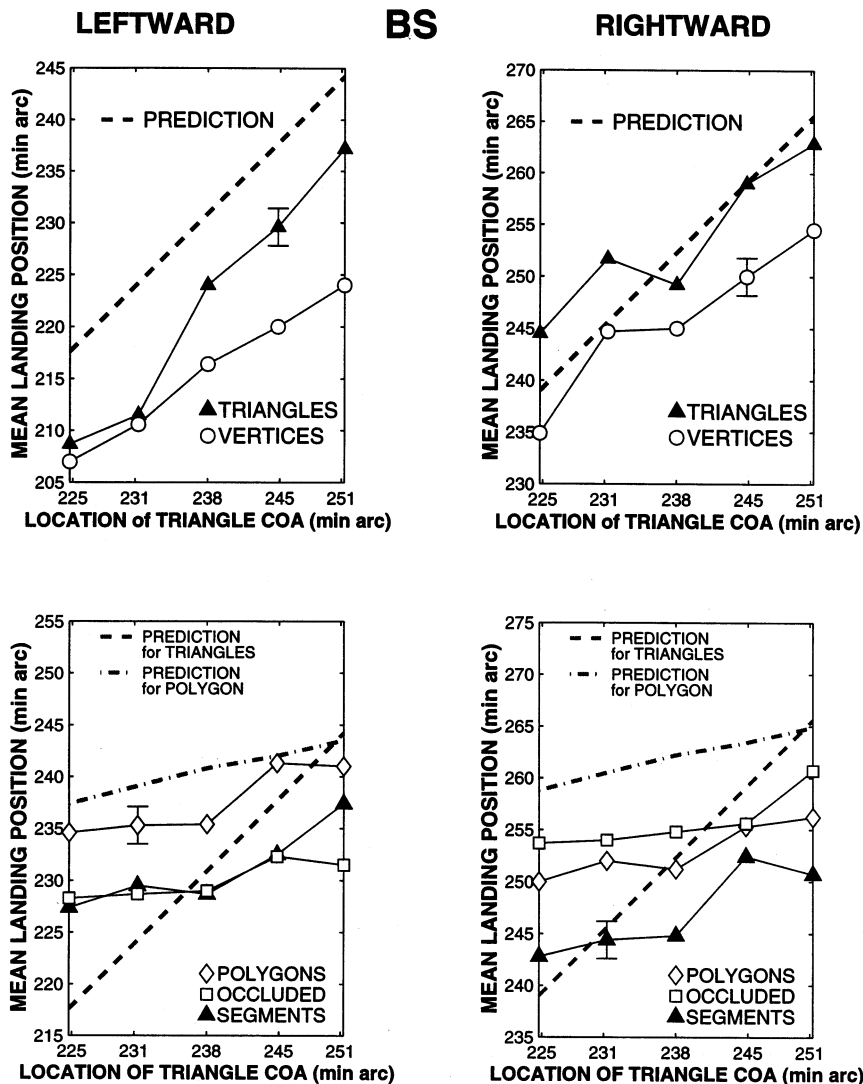 LEFTWARD BS RIGHTWARD
MEAN LANDING POSITION (min arc)
245
240
235
230
225
220
215
210
205
PREDICTION
TRIANGLES
VERTICES
225 231 238 245 251
LOCATION of TRIANGLE COA (min arc)
MEAN LANDING POSITION (min arc)
270
265
260
255
250
245
240
235
230
PREDICTION
TRIANGLES
VERTICES
225 231 238 245 251
LOCATION of TRIANGLE COA (min arc)
MEAN LANDING POSITION (min arc)
255
250
245
240
235
230
225
220
215
PREDICTION
for TRIANGLES
PREDICTION
for POLYGON
POLYGONS
OCCLUDED
SEGMENTS
225 231 238 245 251
LOCATION of TRIANGLE COA (min arc)
MEAN LANDING POSITION (min arc)
275
270
265
260
255
250
245
240
235
PREDICTION
for TRIANGLES
PREDICTION
for POLYGON
POLYGONS
OCCLUDED
SEGMENTS
225 231 238 245 251
LOCATION of TRIANGLE COA (min arc)